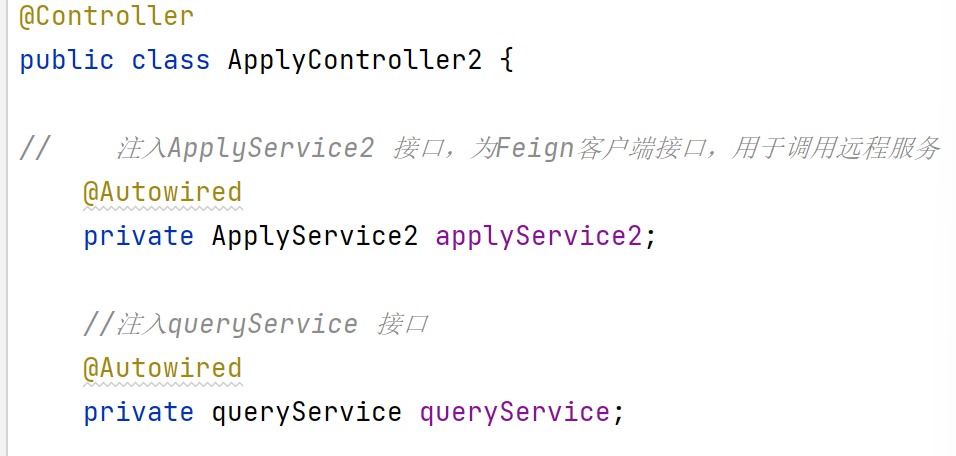 @Controller
public class ApplyController2 {
//    注入ApplyService2 接口，为Feign客户端接口，用于调用远程服务
@Autowired
private ApplyService2 applyService2;
//注入queryService 接口
@Autowired
private queryService queryService;